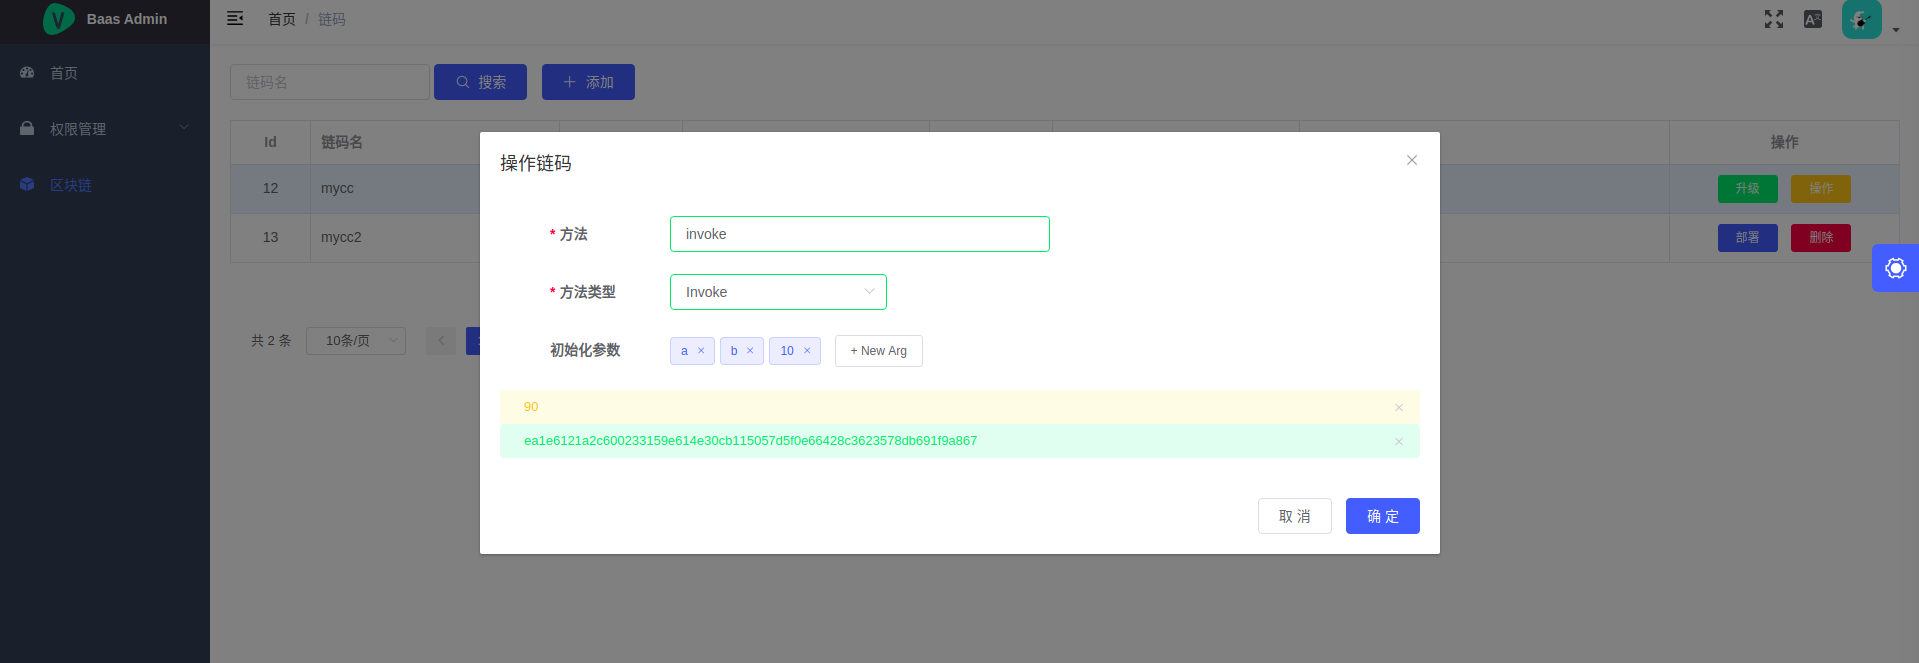 Baas Admin
首页 / 链码
首页
权限管理
区块链
链码名
搜索
添加
Id
链码名
操作
12
mycc
升级
操作
13
mycc2
部署
删除
共 2 条
10条/页
操作链码
* 方法
invoke
* 方法类型
Invoke
初始化参数
a
b
10
+ New Arg
90
ea1e6121a2c600233159e614e30cb115057d5f0e66428c3623578db691f9a867
取 消
确 定